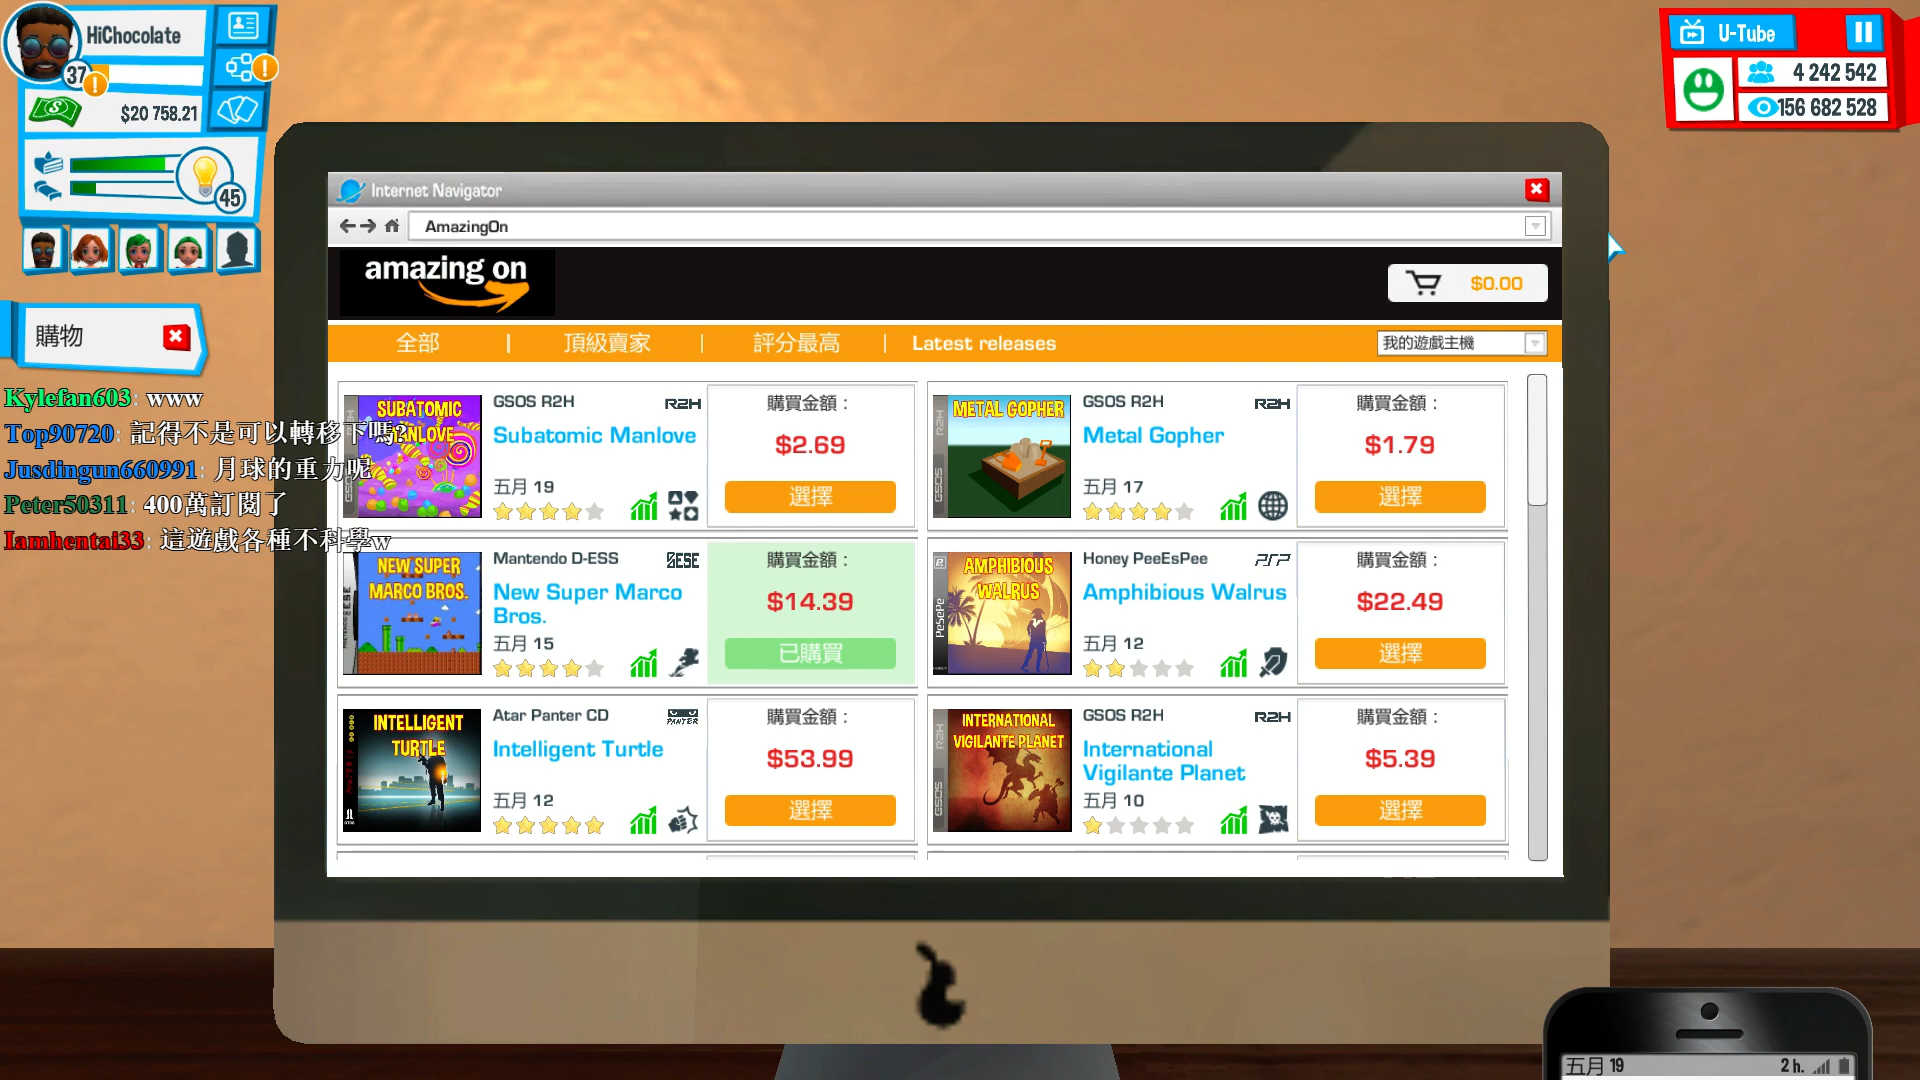 HiChocolate
37
$20 758.21
45
購物
Kylefan603: www
Top90720: 記得不是可以轉移下嗎?
Jusdingun660991: 月球的重力呢
Peter50311: 400萬訂閱了
Iamhentai33: 這遊戲各種不科學w
U-Tube
4 242 542
156 682 528
Internet Navigator
AmazingOn
amazing on
$0.00
全部 | 頂級賣家 | 評分最高 | Latest releases
我的遊戲主機
SUBATOMIC
MANLOVE
GSOS
GSOS R2H
R2H
Subatomic Manlove
五月 19
購買金額：
$2.69
選擇
METAL GOPHER
R2H
GSOS
GSOS R2H
R2H
Metal Gopher
五月 17
購買金額：
$1.79
選擇
NEW SUPER
MARCO BROS.
Mantendo D-ESS
New Super Marco
Bros.
五月 15
購買金額：
$14.39
已購買
AMPHIBIOUS
WALRUS
PeSePe
Honey PeeEsPee
PSP
Amphibious Walrus
五月 12
購買金額：
$22.49
選擇
INTELLIGENT
TURTLE
Atar Panter CD
PANTER
Intelligent Turtle
五月 12
購買金額：
$53.99
選擇
INTERNATIONAL
VIGILANTE PLANET
R2H
GSOS
GSOS R2H
R2H
International
Vigilante Planet
五月 10
購買金額：
$5.39
選擇
五月 19
2 h.